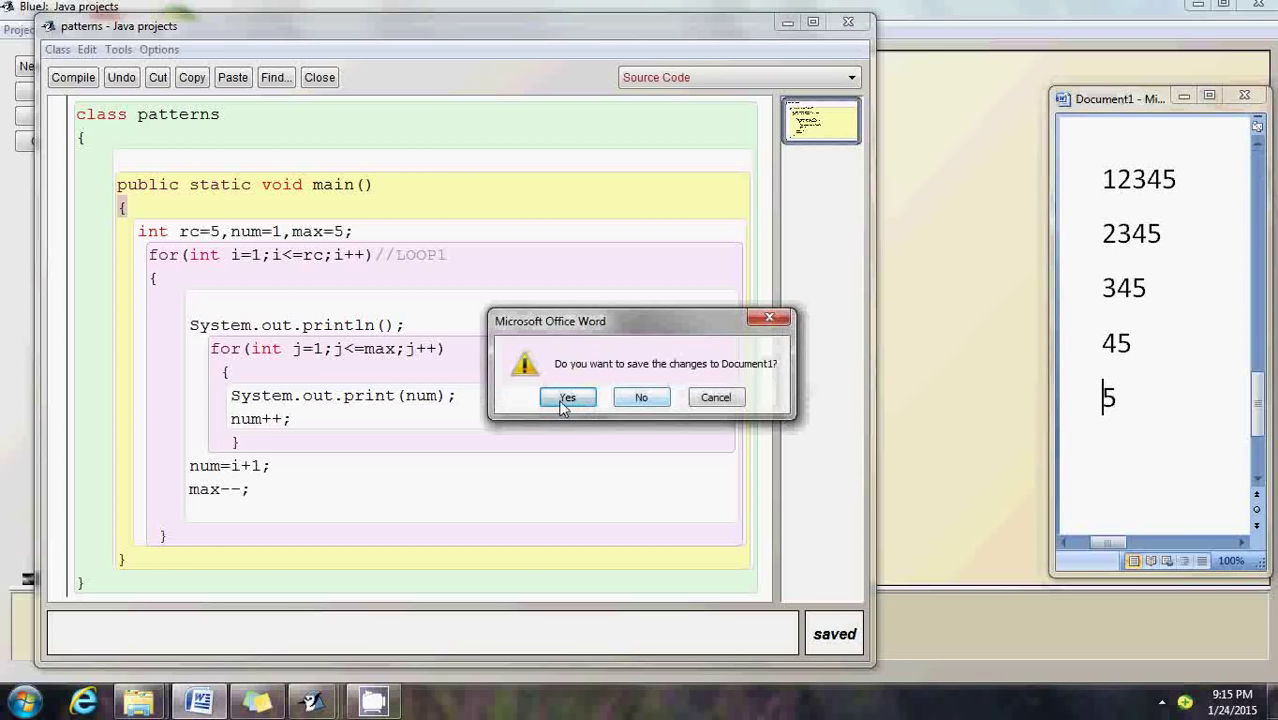 BlueJ: Java projects
patterns - Java projects
Class Edit Tools Options
Compile Undo Cut Copy Paste Find... Close
Source Code
class patterns
{
public static void main()
{
int rc=5,num=1,max=5;
for(int i=1;i<=rc;i++)//LOOP1
{
System.out.println();
for(int j=1;j<=max;j++)
{
System.out.print(num);
num++;
}
num=i+1;
max--;
}
}
}
saved
Microsoft Office Word
Do you want to save the changes to Document1?
Yes No Cancel
Document1 - Mi...
12345
2345
345
45
5
100%
9:15 PM
1/24/2015